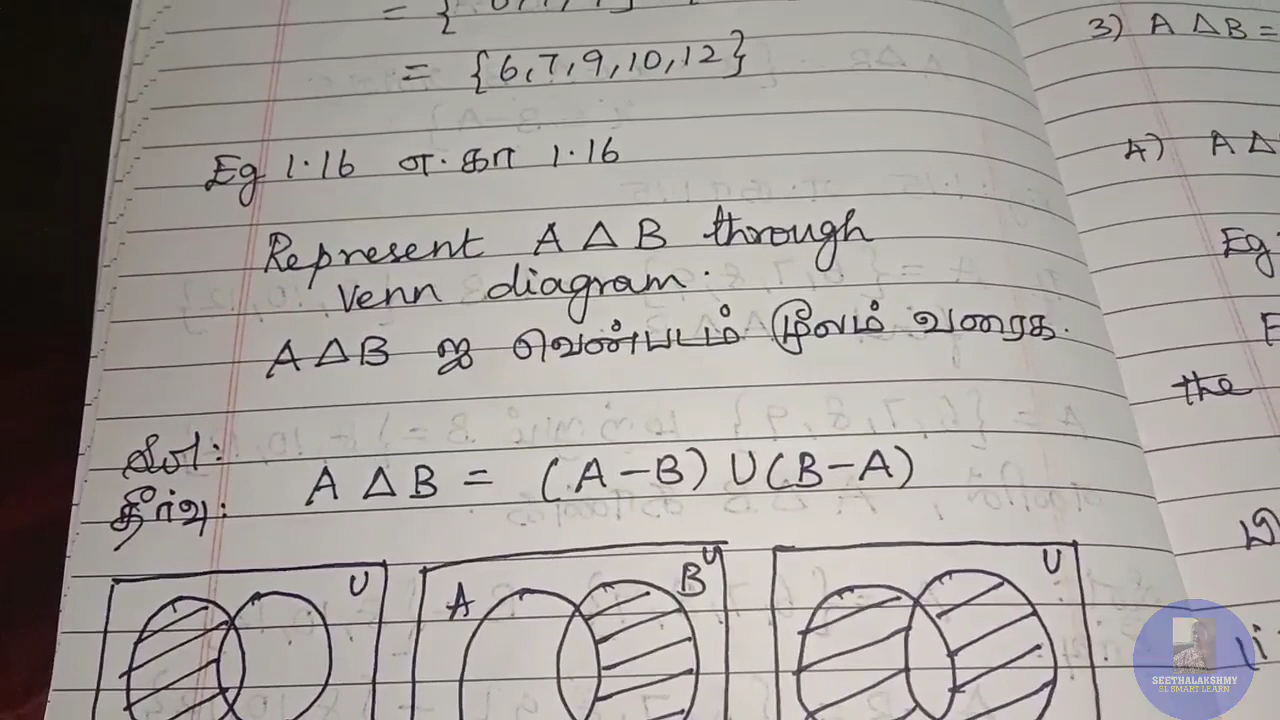 = {
= {6,7,9,10,12}
Eg 1.16 எ.கா 1.16
Represent A Δ B through
Venn diagram.
A Δ B ஐ வெண்படம் மூலம் வரைக.
Sol:
தீர்வு: A Δ B = (A-B) U (B-A)
U
A B U
U
3) A Δ B =
4) A Δ
Eg
the
SEETHALAKSHMY
SL SMART LEARN